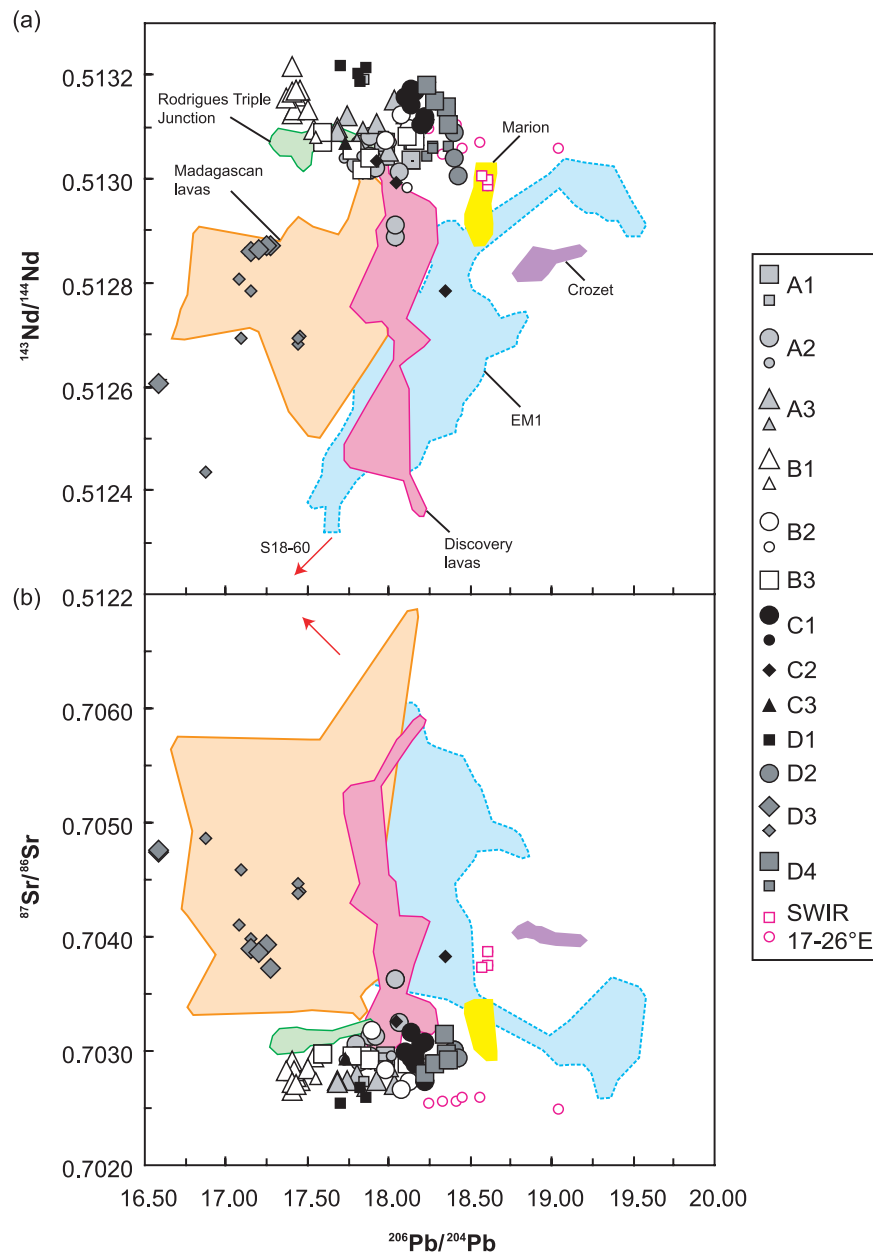 (a)
0.5132
0.5130
0.5128
0.5126
0.5124
0.5122
143Nd/144Nd
Rodrigues Triple
Junction
Madagascan
lavas
Marion
Crozet
EM1
Discovery
lavas
S18-60
(b)
0.7060
0.7050
0.7040
0.7030
0.7020
87Sr/86Sr
16.50 17.00 17.50 18.00 18.50 19.00 19.50 20.00
206Pb/204Pb
A1
A2
A3
B1
B2
B3
C1
C2
C3
D1
D2
D3
D4
SWIR
17-26°E